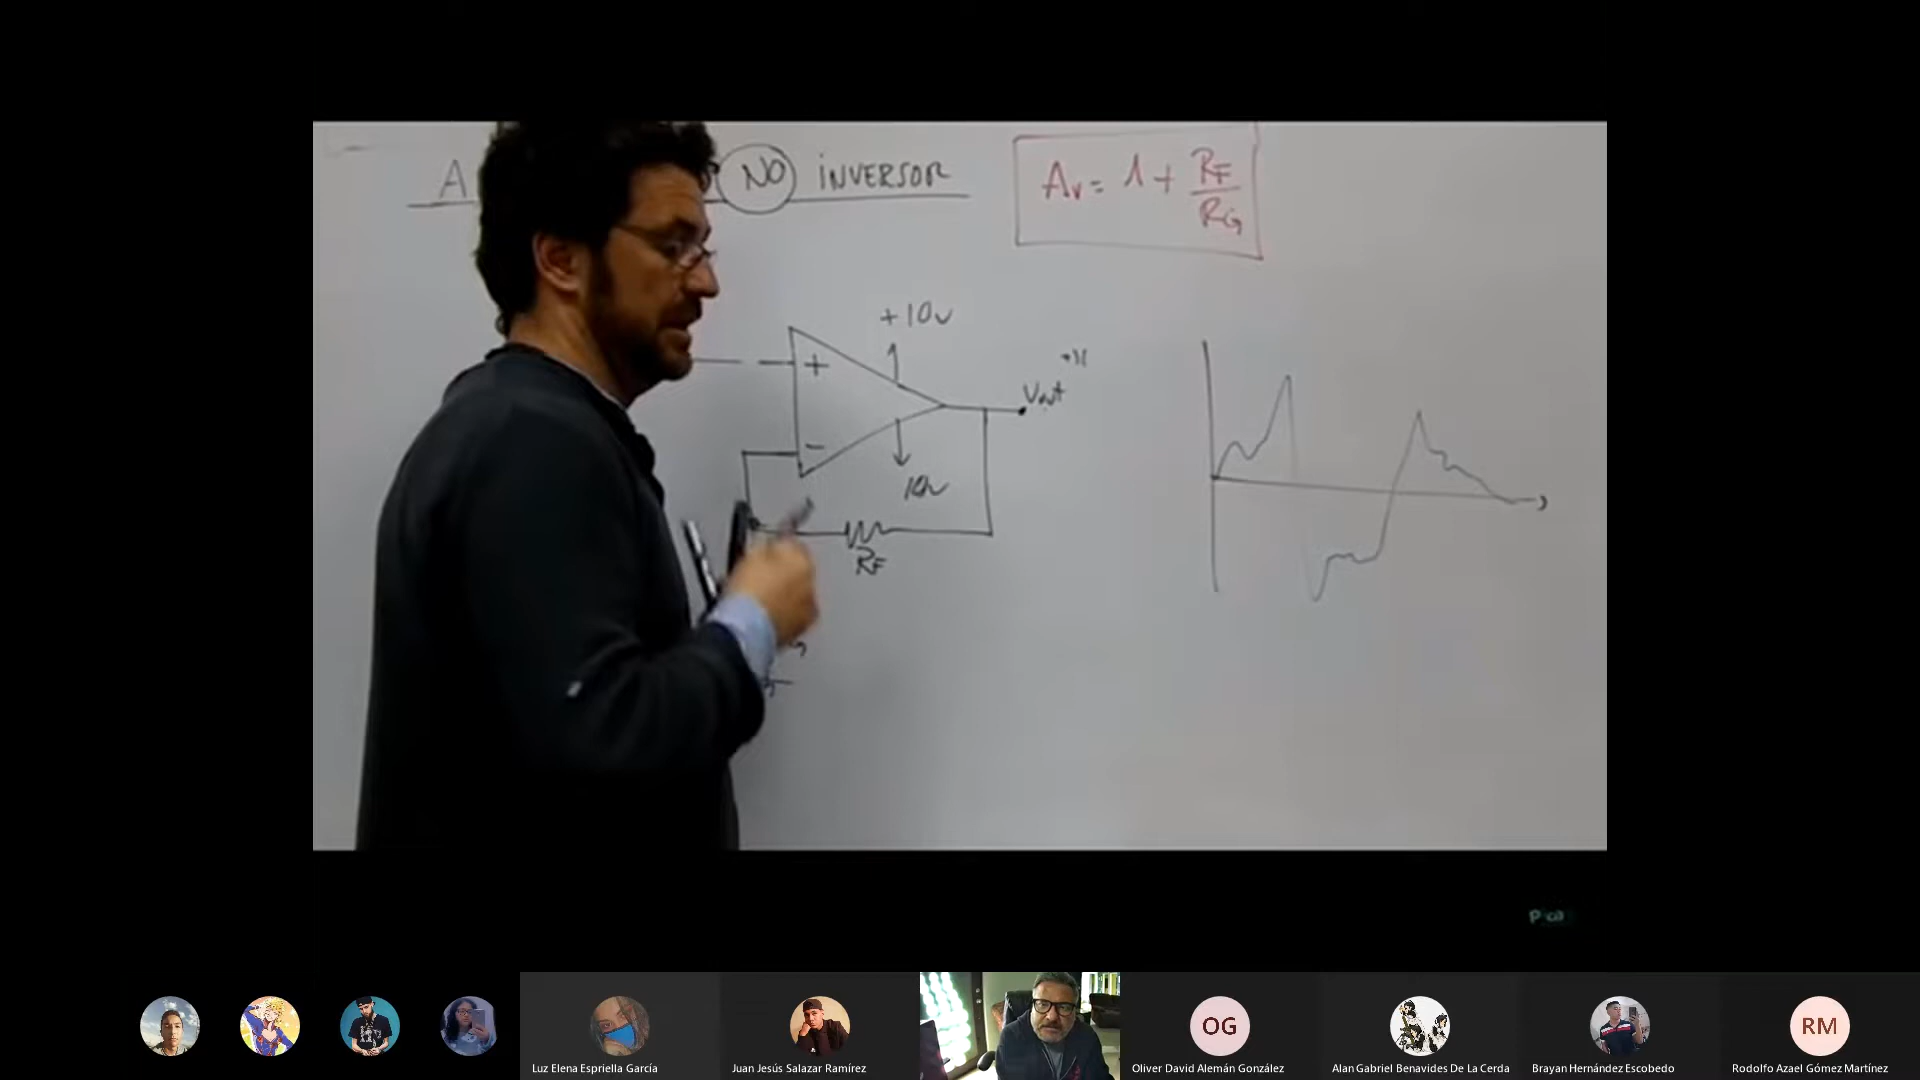 A NO INVERSOR
Av = 1 + RF / RG
+10v
+
Vout
-
10v
RF
OG
RM
Luz Elena Espriella García
Juan Jesús Salazar Ramírez
Oliver David Alemán González
Alan Gabriel Benavides De La Cerda
Brayan Hernández Escobedo
Rodolfo Azael Gómez Martínez